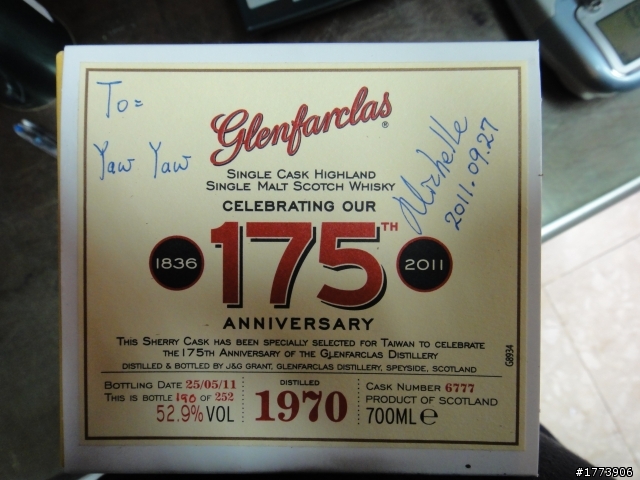 To=
Yaw Yaw
Glenfarclas®
Michelle
2011.09.27
Single Cask Highland
Single Malt Scotch Whisky
CELEBRATING OUR
1836
175TH
2011
ANNIVERSARY
This Sherry Cask has been specially selected for Taiwan to celebrate
the 175th Anniversary of the Glenfarclas Distillery
Distilled & Bottled by J&G Grant, Glenfarclas Distillery, Speyside, Scotland
G8934
Bottling Date 25/05/11
This is Bottle 190 of 252
52.9%VOL
DISTILLED
1970
Cask Number 6777
Product of Scotland
700ML e
#1773906